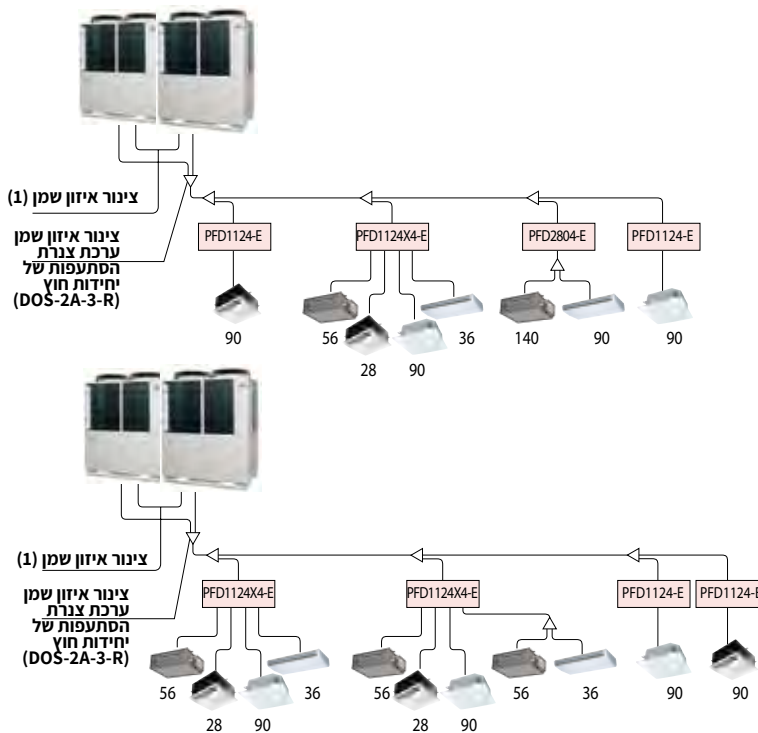 צינור איזון שמן (1)
צינור איזון שמן
ערכת צנרת
הסתעפות של
יחידות חוץ
(DOS-2A-3-R)
PFD1124-E
PFD1124X4-E
PFD2804-E
PFD1124-E
90
56
28
90
36
140
90
90
צינור איזון שמן (1)
צינור איזון שמן
ערכת צנרת
הסתעפות של
יחידות חוץ
(DOS-2A-3-R)
PFD1124X4-E
PFD1124X4-E
PFD1124-E
PFD1124-E
56
28
90
36
56
28
90
56
36
90
90